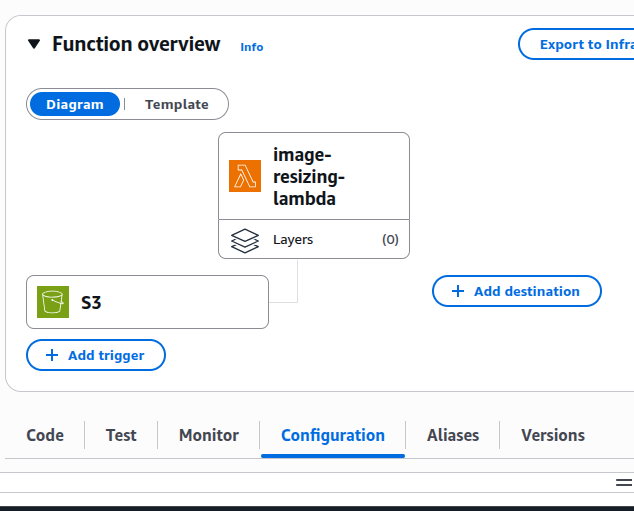 Function overview Info
Export to Infra
Diagram Template
image-
resizing-
lambda
Layers (0)
S3
+ Add destination
+ Add trigger
Code Test Monitor Configuration Aliases Versions